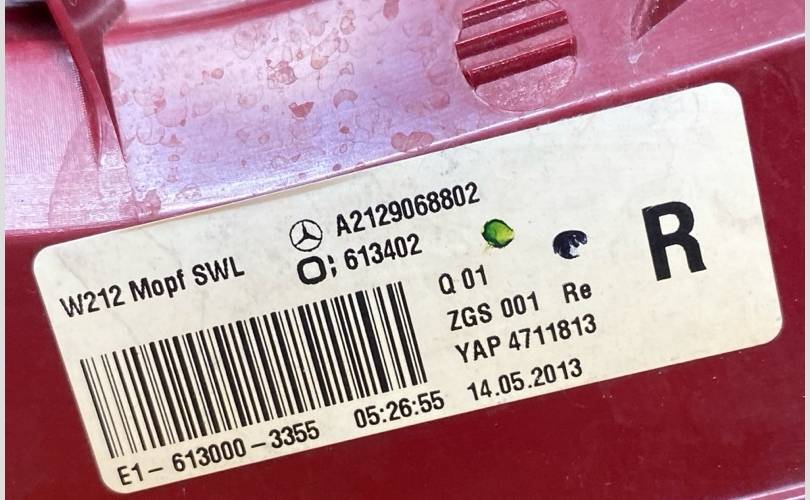 W212 Mopf SWL
A2129068802
613402
R
Q 01
ZGS 001 Re
YAP 4711813
E1- 613000 - 3355 05:26:55 14.05.2013